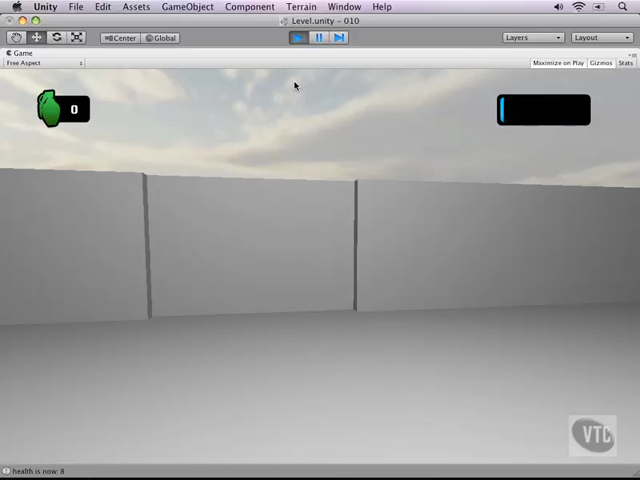 Unity File Edit Assets GameObject Component Terrain Window Help
Level.unity - 010
Center Global Layers Layout
Game
Free Aspect Maximize on Play Gizmos Stats
0
VTC
health is now: 8